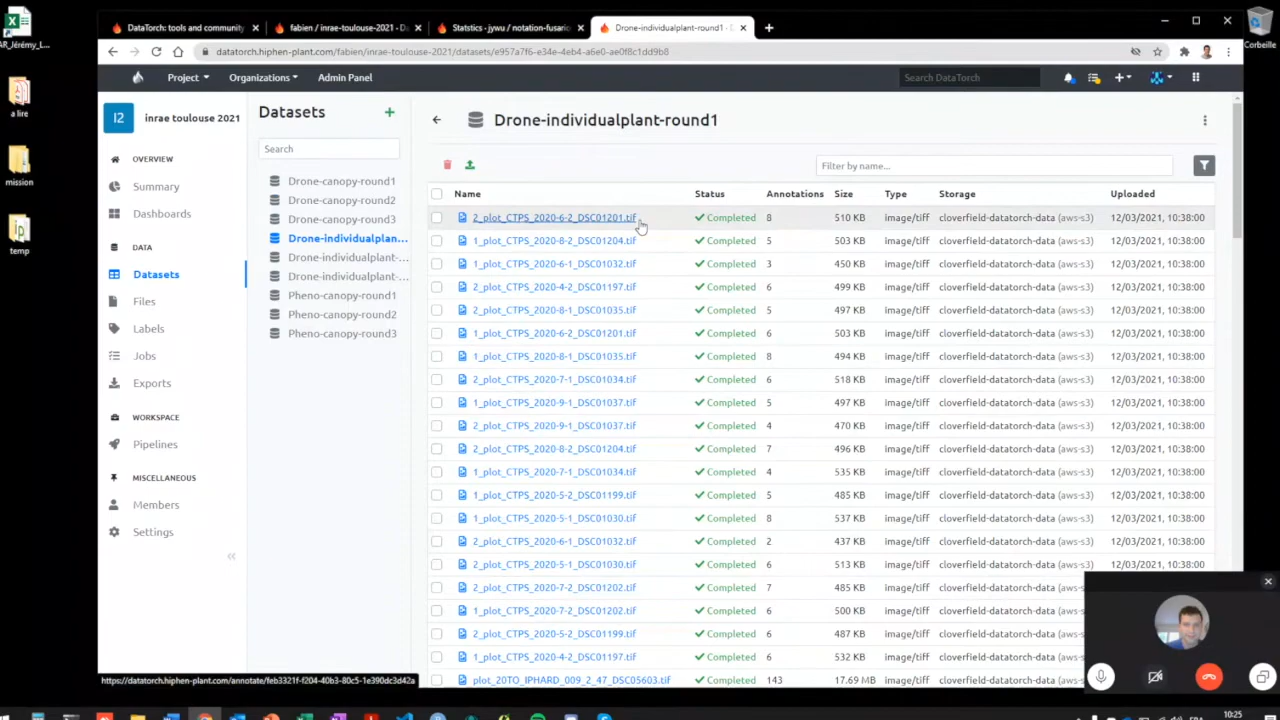 DataTorch: tools and community
fabien / inrae-toulouse-2021 - D
Statistics - jywu / notation-fusario
Drone-individualplant-round1 -
AR_Jérémy_L...
Corbeille
datatorch.hiphen-plant.com/fabien/inrae-toulouse-2021/datasets/e957a7f6-e34e-4eb4-a6e0-ae0f8c1dd9b8
Project
Organizations
Admin Panel
Search DataTorch
a lire
mission
temp
I2
inrae toulouse 2021
OVERVIEW
Summary
Dashboards
DATA
Datasets
Files
Labels
Jobs
Exports
WORKSPACE
Pipelines
MISCELLANEOUS
Members
Settings
Datasets
Search
Drone-canopy-round1
Drone-canopy-round2
Drone-canopy-round3
Drone-individualplan...
Drone-individualplant-...
Drone-individualplant-...
Pheno-canopy-round1
Pheno-canopy-round2
Pheno-canopy-round3
Drone-individualplant-round1
Filter by name...
Name Status Annotations Size Type Storage Uploaded
2_plot_CTPS_2020-6-2_DSC01201.tif Completed 8 510 KB image/tiff cloverfield-datatorch-data (aws-s3) 12/03/2021, 10:38:00
1_plot_CTPS_2020-8-2_DSC01204.tif Completed 5 503 KB image/tiff cloverfield-datatorch-data (aws-s3) 12/03/2021, 10:38:00
1_plot_CTPS_2020-6-1_DSC01032.tif Completed 3 450 KB image/tiff cloverfield-datatorch-data (aws-s3) 12/03/2021, 10:38:00
2_plot_CTPS_2020-4-2_DSC01197.tif Completed 6 499 KB image/tiff cloverfield-datatorch-data (aws-s3) 12/03/2021, 10:38:00
2_plot_CTPS_2020-8-1_DSC01035.tif Completed 5 497 KB image/tiff cloverfield-datatorch-data (aws-s3) 12/03/2021, 10:38:00
1_plot_CTPS_2020-6-2_DSC01201.tif Completed 6 503 KB image/tiff cloverfield-datatorch-data (aws-s3) 12/03/2021, 10:38:00
1_plot_CTPS_2020-8-1_DSC01035.tif Completed 8 494 KB image/tiff cloverfield-datatorch-data (aws-s3) 12/03/2021, 10:38:00
2_plot_CTPS_2020-7-1_DSC01034.tif Completed 6 518 KB image/tiff cloverfield-datatorch-data (aws-s3) 12/03/2021, 10:38:00
1_plot_CTPS_2020-9-1_DSC01037.tif Completed 5 497 KB image/tiff cloverfield-datatorch-data (aws-s3) 12/03/2021, 10:38:00
2_plot_CTPS_2020-9-1_DSC01037.tif Completed 4 470 KB image/tiff cloverfield-datatorch-data (aws-s3) 12/03/2021, 10:38:00
2_plot_CTPS_2020-8-2_DSC01204.tif Completed 7 496 KB image/tiff cloverfield-datatorch-data (aws-s3) 12/03/2021, 10:38:00
1_plot_CTPS_2020-7-1_DSC01034.tif Completed 4 535 KB image/tiff cloverfield-datatorch-data (aws-s3) 12/03/2021, 10:38:00
1_plot_CTPS_2020-5-2_DSC01199.tif Completed 5 485 KB image/tiff cloverfield-datatorch-data (aws-s3) 12/03/2021, 10:38:00
1_plot_CTPS_2020-5-1_DSC01030.tif Completed 8 537 KB image/tiff cloverfield-datatorch-data (aws-s3) 12/03/2021, 10:38:00
2_plot_CTPS_2020-6-1_DSC01032.tif Completed 2 437 KB image/tiff cloverfield-datatorch-data (aws-s3) 12/03/2021, 10:38:00
2_plot_CTPS_2020-5-1_DSC01030.tif Completed 6 513 KB image/tiff cloverfield-datatorch-data (aws-s3) 12/03/2021, 10:38:00
2_plot_CTPS_2020-7-2_DSC01202.tif Completed 7 485 KB image/tiff cloverfield-datatorch-data
1_plot_CTPS_2020-7-2_DSC01202.tif Completed 6 500 KB image/tiff cloverfield-datatorch-data
2_plot_CTPS_2020-5-2_DSC01199.tif Completed 6 487 KB image/tiff cloverfield-datatorch-data
1_plot_CTPS_2020-4-2_DSC01197.tif Completed 6 532 KB image/tiff cloverfield-datatorch-data
plot_20TO_IPHARD_009_2_47_DSC05603.tif Completed 143 17.69 MB image/tiff cloverfield-datatorch-data
https://datatorch.hiphen-plant.com/annotate/feb3321f-f204-40b3-80c5-1e390dc3d42a
10:25